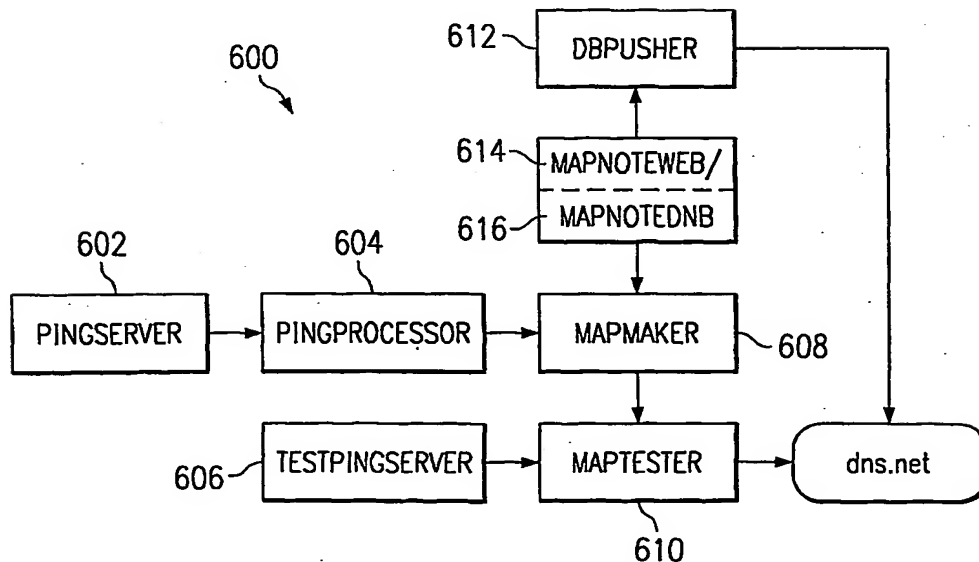 612
DBPUSHER
600
614
MAPNOTEWEB/
616
MAPNOTEDNB
602
604
PINGSERVER
PINGPROCESSOR
MAPMAKER
608
606
TESTPINGSERVER
MAPTESTER
dns.net
610